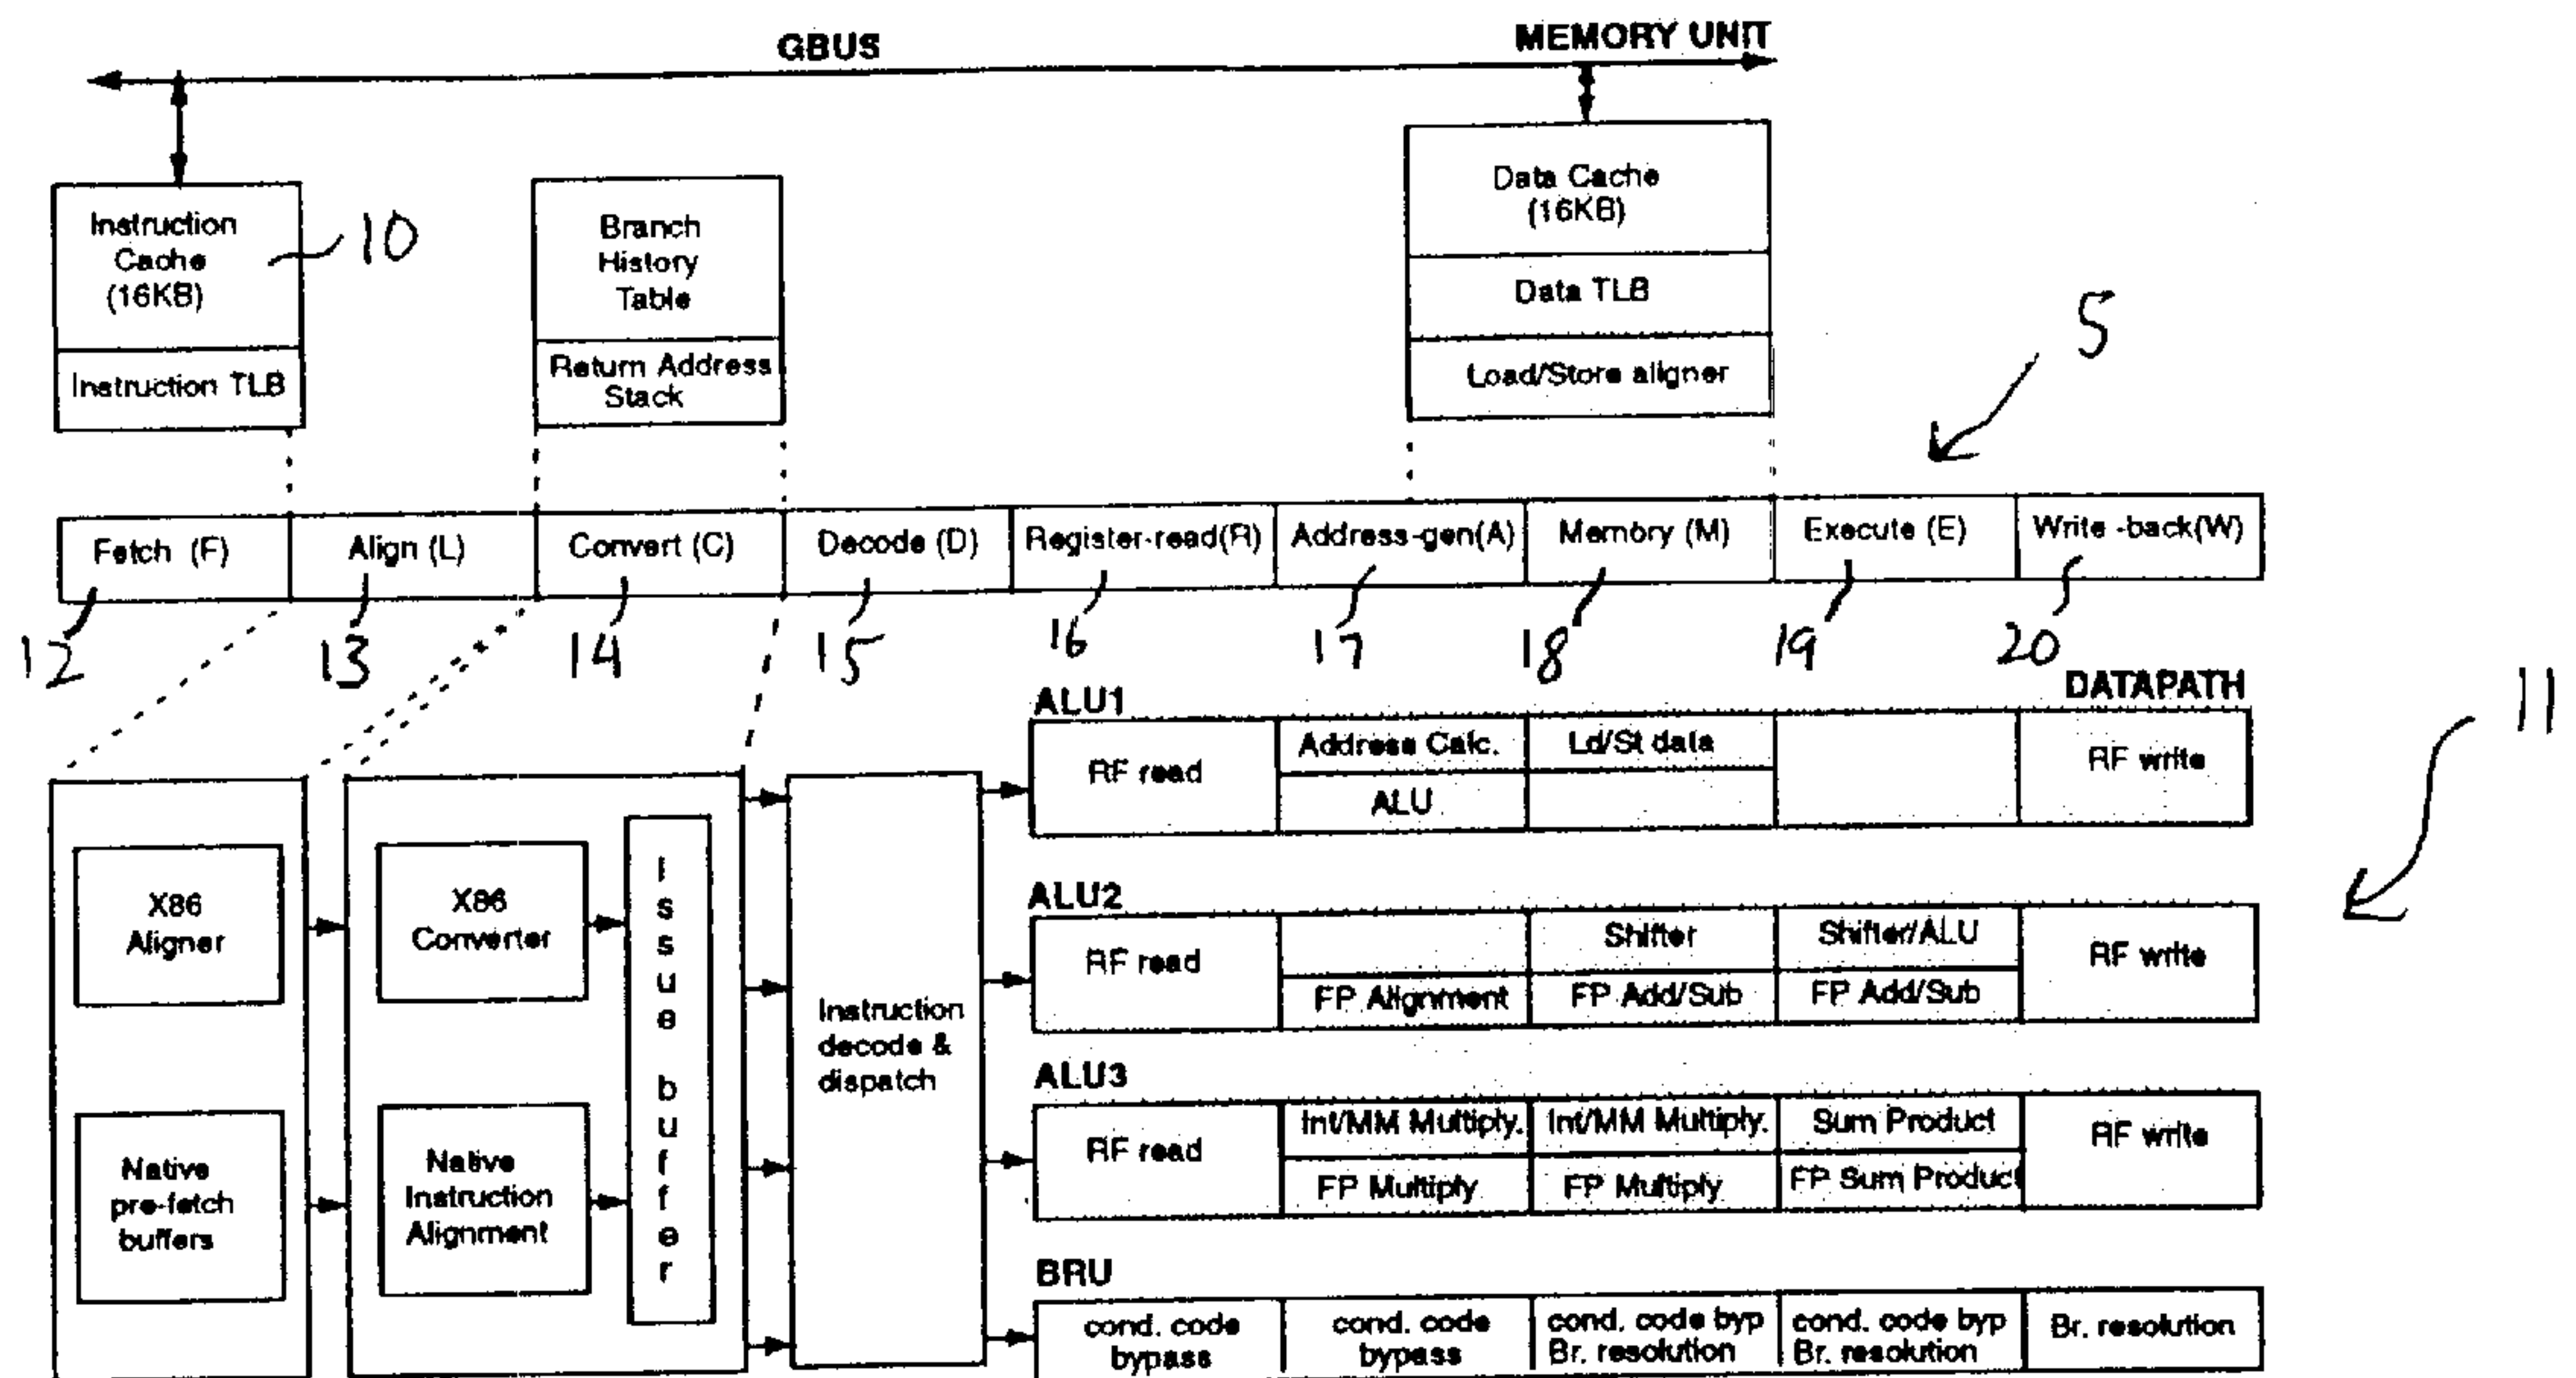 GBUS
MEMORY UNIT
Instruction
Cache
(16KB)
10
Instruction TLB
Branch
History
Table
Return Address
Stack
Data Cache
(16KB)
Data TLB
Load/Store aligner
5
Fetch (F)
Align (L)
Convert (C)
Decode (D)
Register-read(R)
Address-gen(A)
Memory (M)
Execute (E)
Write -back(W)
12
13
14
15
16
17
18
19
20
DATAPATH
11
X86
Aligner
Native
pre-fetch
buffers
X86
Converter
Native
Instruction
Alignment
Issue buffer
Instruction
decode &
dispatch
ALU1
RF read
Address Calc.
ALU
Ld/St data
RF write
ALU2
RF read
FP Alignment
Shifter
FP Add/Sub
Shifter/ALU
FP Add/Sub
RF write
ALU3
RF read
Int/MM Multiply.
FP Multiply
Int/MM Multiply.
FP Multiply
Sum Product
FP Sum Product
RF write
BRU
cond. code
bypass
cond. code
bypass
cond. code byp
Br. resolution
cond. code byp
Br. resolution
Br. resolution